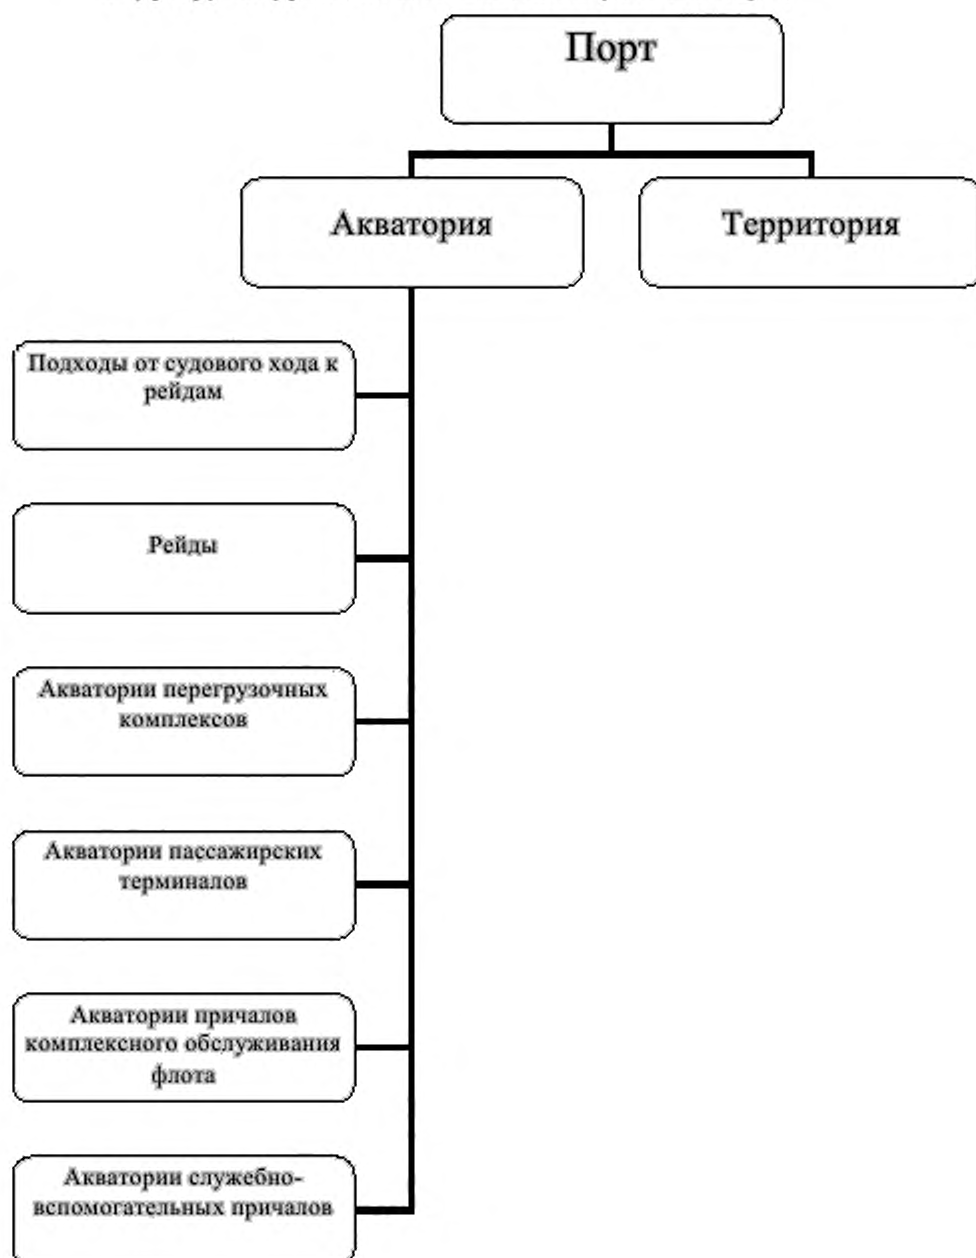 Порт
Акватория
Территория
Подходы от судового хода к
рейдам
Рейды
Акватории перегрузочных
комплексов
Акватории пассажирских
терминалов
Акватории причалов
комплексного обслуживания
флота
Акватории служебно-
вспомогательных причалов